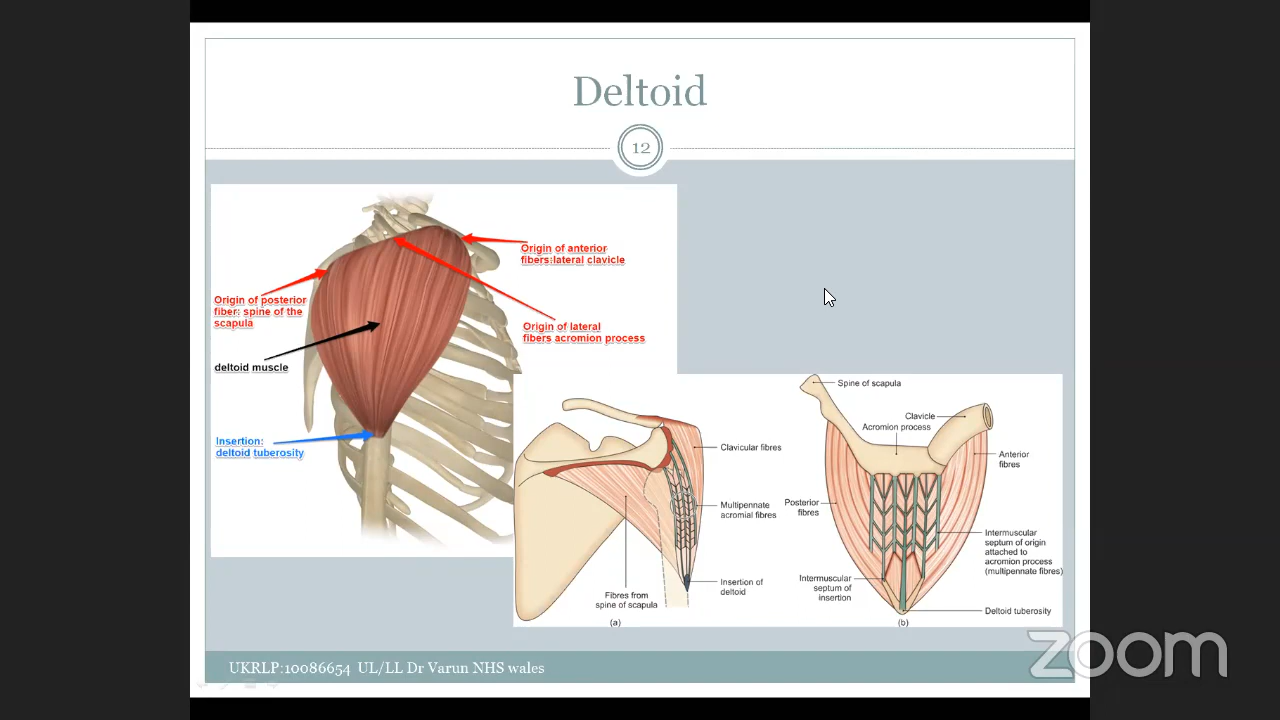 Deltoid
12
Origin of anterior
fibers:lateral clavicle
Origin of posterior
fiber: spine of the
scapula
Origin of lateral
fibers acromion process
deltoid muscle
Insertion:
deltoid tuberosity
Clavicular fibres
Multipennate
acromial fibres
Insertion of
deltoid
Fibres from
spine of scapula
(a)
Spine of scapula
Clavicle
Acromion process
Anterior
fibres
Posterior
fibres
Intermuscular
septum of origin
attached to
acromion process
(multipennate fibres)
Intermuscular
septum of
insertion
Deltoid tuberosity
(b)
UKRLP:10086654 UL/LL Dr Varun NHS wales
zoom